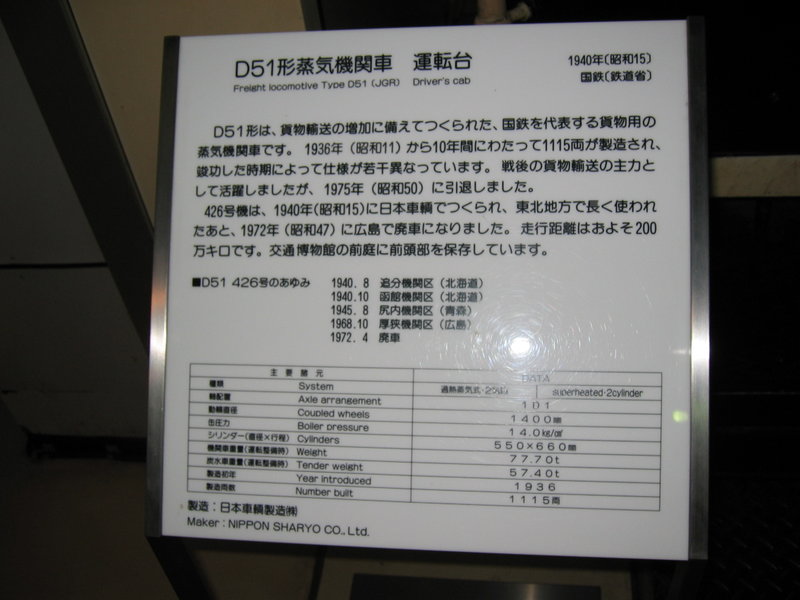 D51形蒸気機関車 運転台
Freight locomotive Type D51 (JGR) Driver's cab
1940年(昭和15)
国鉄(鉄道省)
D51形は、貨物輸送の増加に備えてつくられた、国鉄を代表する貨物用の
蒸気機関車です。1936年(昭和11)から10年間にわたって1115両が製造され、
竣功した時期によって仕様が若干異なっています。戦後の貨物輸送の主力と
して活躍しましたが、1975年(昭和50)に引退しました。
426号機は、1940年(昭和15)に日本車輌でつくられ、東北地方で長く使われ
たあと、1972年(昭和47)に広島で廃車になりました。走行距離はおよそ200
万キロです。交通博物館の前庭に前頭部を保存しています。
■D51 426号のあゆみ 1940. 8 追分機関区(北海道)
1940.10 函館機関区(北海道)
1945. 8 尻内機関区(青森)
1968.10 厚狭機関区(広島)
1972. 4 廃車
主要諸元 DATA
種類 System 過熱蒸気式・2気筒 superheated・2cylinder
軸配置 Axle arrangement 1D1
動輪直径 Coupled wheels 1400㎜
缶圧力 Boiler pressure 14.0㎏/㎠
シリンダー(直径×行程) Cylinders 550×660㎜
機関車重量(運転整備時) Weight 77.70t
炭水車重量(運転整備時) Tender weight 57.40t
製造初年 Year introduced 1936
製造両数 Number built 1115両
製造：日本車輌製造㈱
Maker：NIPPON SHARYO CO., Ltd.